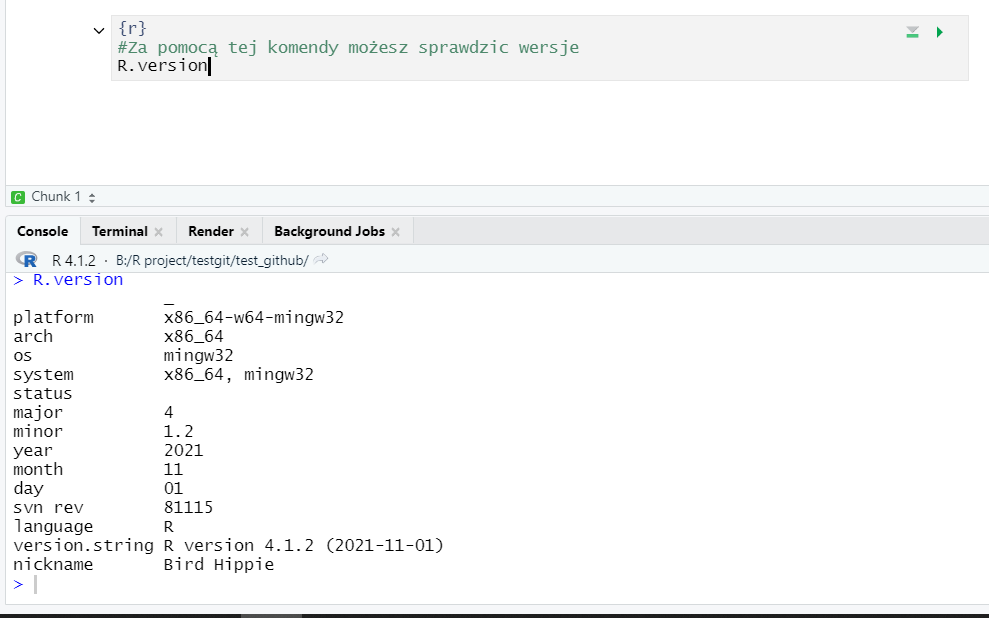 {r}
#Za pomocą tej komendy możesz sprawdzic wersje
R.version
C Chunk 1
Console Terminal Render Background Jobs
R R 4.1.2 · B:/R project/testgit/test_github/
> R.version
_
platform x86_64-w64-mingw32
arch x86_64
os mingw32
system x86_64, mingw32
status
major 4
minor 1.2
year 2021
month 11
day 01
svn rev 81115
language R
version.string R version 4.1.2 (2021-11-01)
nickname Bird Hippie
>